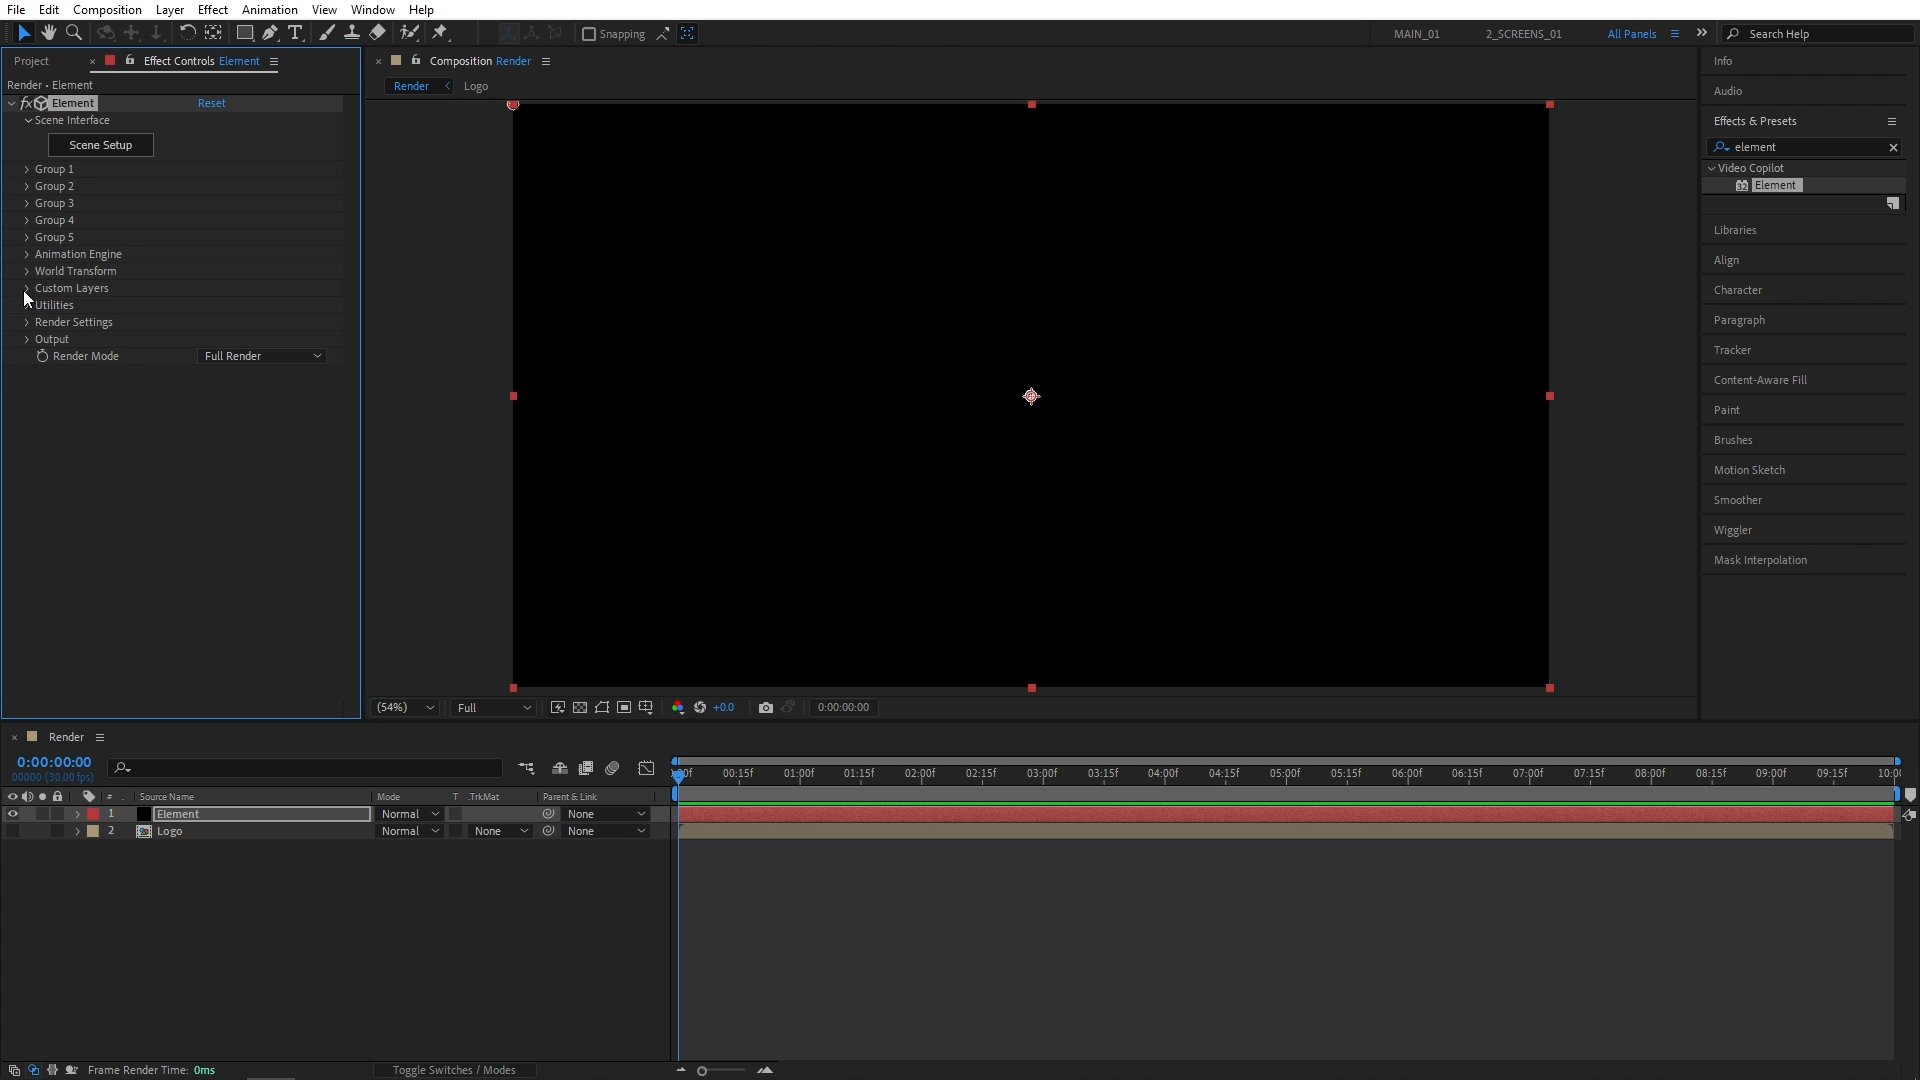 File Edit Composition Layer Effect Animation View Window Help
Snapping MAIN_01 2_SCREENS_01 All Panels Search Help
Project Effect Controls Element Composition Render
Render • Element
Render Logo
fx Element Reset
Scene Interface
Scene Setup
Group 1
Group 2
Group 3
Group 4
Group 5
Animation Engine
World Transform
Custom Layers
Utilities
Render Settings
Output
Render Mode Full Render
(54%) Full +0.0 0:00:00:00
Info
Audio
Effects & Presets
element
Video Copilot
32 Element
Libraries
Align
Character
Paragraph
Tracker
Content-Aware Fill
Paint
Brushes
Motion Sketch
Smoother
Wiggler
Mask Interpolation
Render
0:00:00:00
00000 (30.00 fps)
00f 00:15f 01:00f 01:15f 02:00f 02:15f 03:00f 03:15f 04:00f 04:15f 05:00f 05:15f 06:00f 06:15f 07:00f 07:15f 08:00f 08:15f 09:00f 09:15f 10:00
# . Source Name Mode T .TrkMat Parent & Link
1 Element Normal None
2 Logo Normal None None
Frame Render Time: 0ms Toggle Switches / Modes